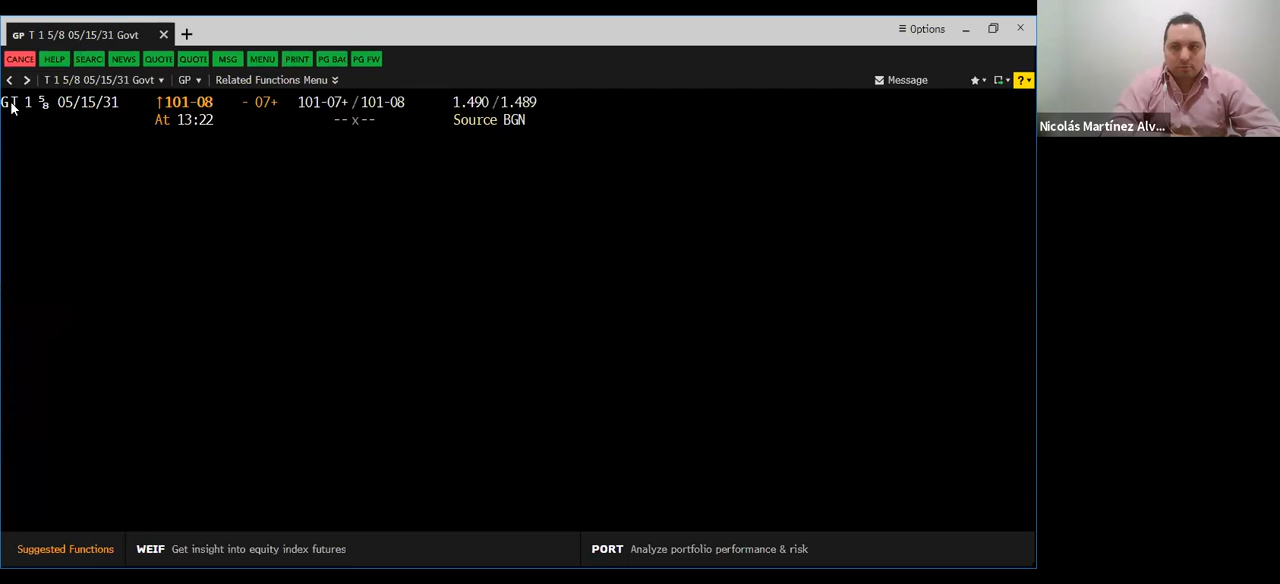 GP T 1 5/8 05/15/31 Govt
Options
CANCE HELP SEARC NEWS QUOTE QUOTE MSG MENU PRINT PG BAC PG FW
T 1 5/8 05/15/31 Govt GP Related Functions Menu Message ?
GT 1 5/8 05/15/31 ↑101-08 - 07+ 101-07+ / 101-08 1.490 / 1.489
At 13:22 -- x -- Source BGN
Nicolás Martínez Alv...
Suggested Functions WEIF Get insight into equity index futures PORT Analyze portfolio performance & risk